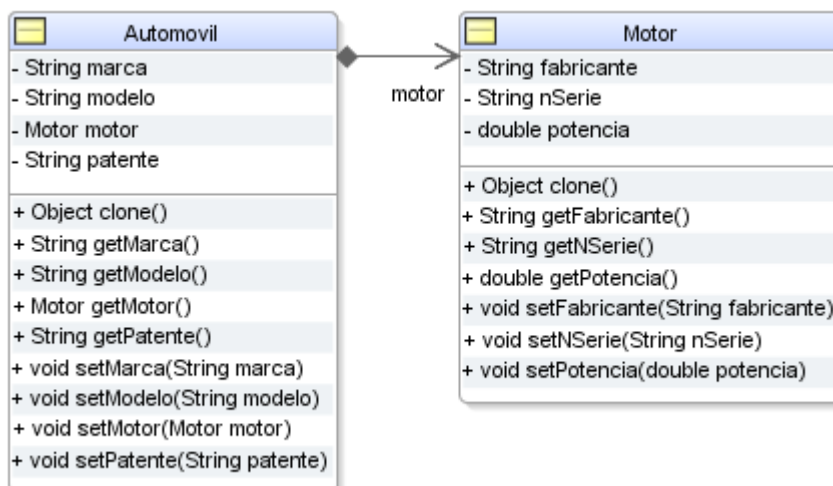 Automovil
- String marca
- String modelo
- Motor motor
- String patente
+ Object clone()
+ String getMarca()
+ String getModelo()
+ Motor getMotor()
+ String getPatente()
+ void setMarca(String marca)
+ void setModelo(String modelo)
+ void setMotor(Motor motor)
+ void setPatente(String patente)
motor
Motor
- String fabricante
- String nSerie
- double potencia
+ Object clone()
+ String getFabricante()
+ String getNSerie()
+ double getPotencia()
+ void setFabricante(String fabricante)
+ void setNSerie(String nSerie)
+ void setPotencia(double potencia)